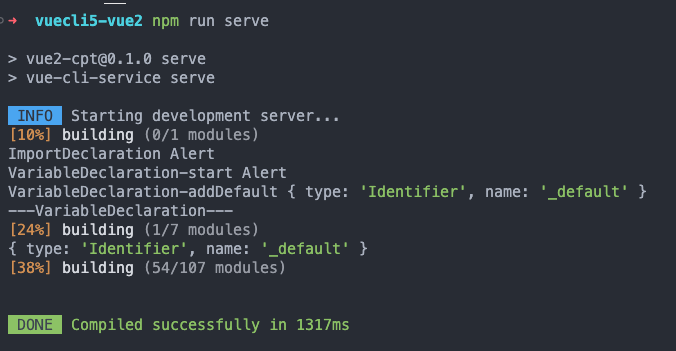 → vuecli5-vue2 npm run serve
> vue2-cpt@0.1.0 serve
> vue-cli-service serve
INFO Starting development server...
[10%] building (0/1 modules)
ImportDeclaration Alert
VariableDeclaration-start Alert
VariableDeclaration-addDefault { type: 'Identifier', name: '_default' }
---VariableDeclaration---
[24%] building (1/7 modules)
{ type: 'Identifier', name: '_default' }
[38%] building (54/107 modules)
DONE Compiled successfully in 1317ms